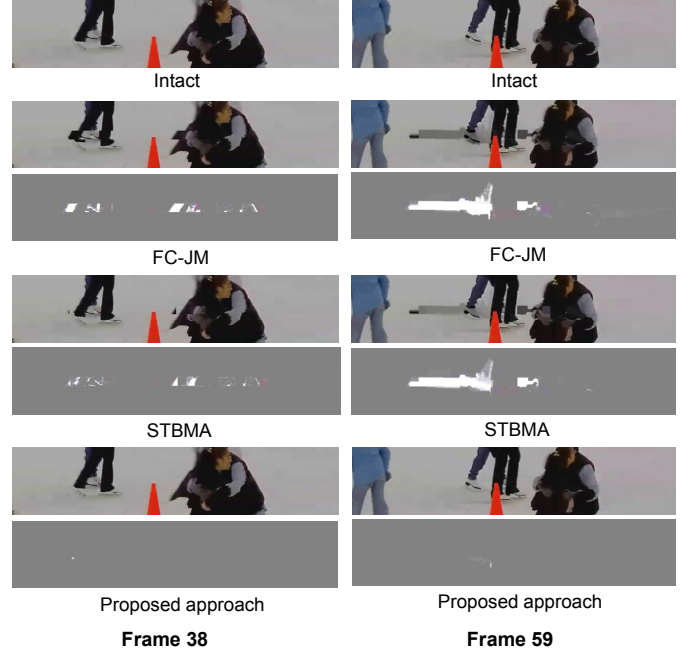 Intact
Intact
FC-JM
FC-JM
STBMA
STBMA
Proposed approach
Proposed approach
Frame 38
Frame 59